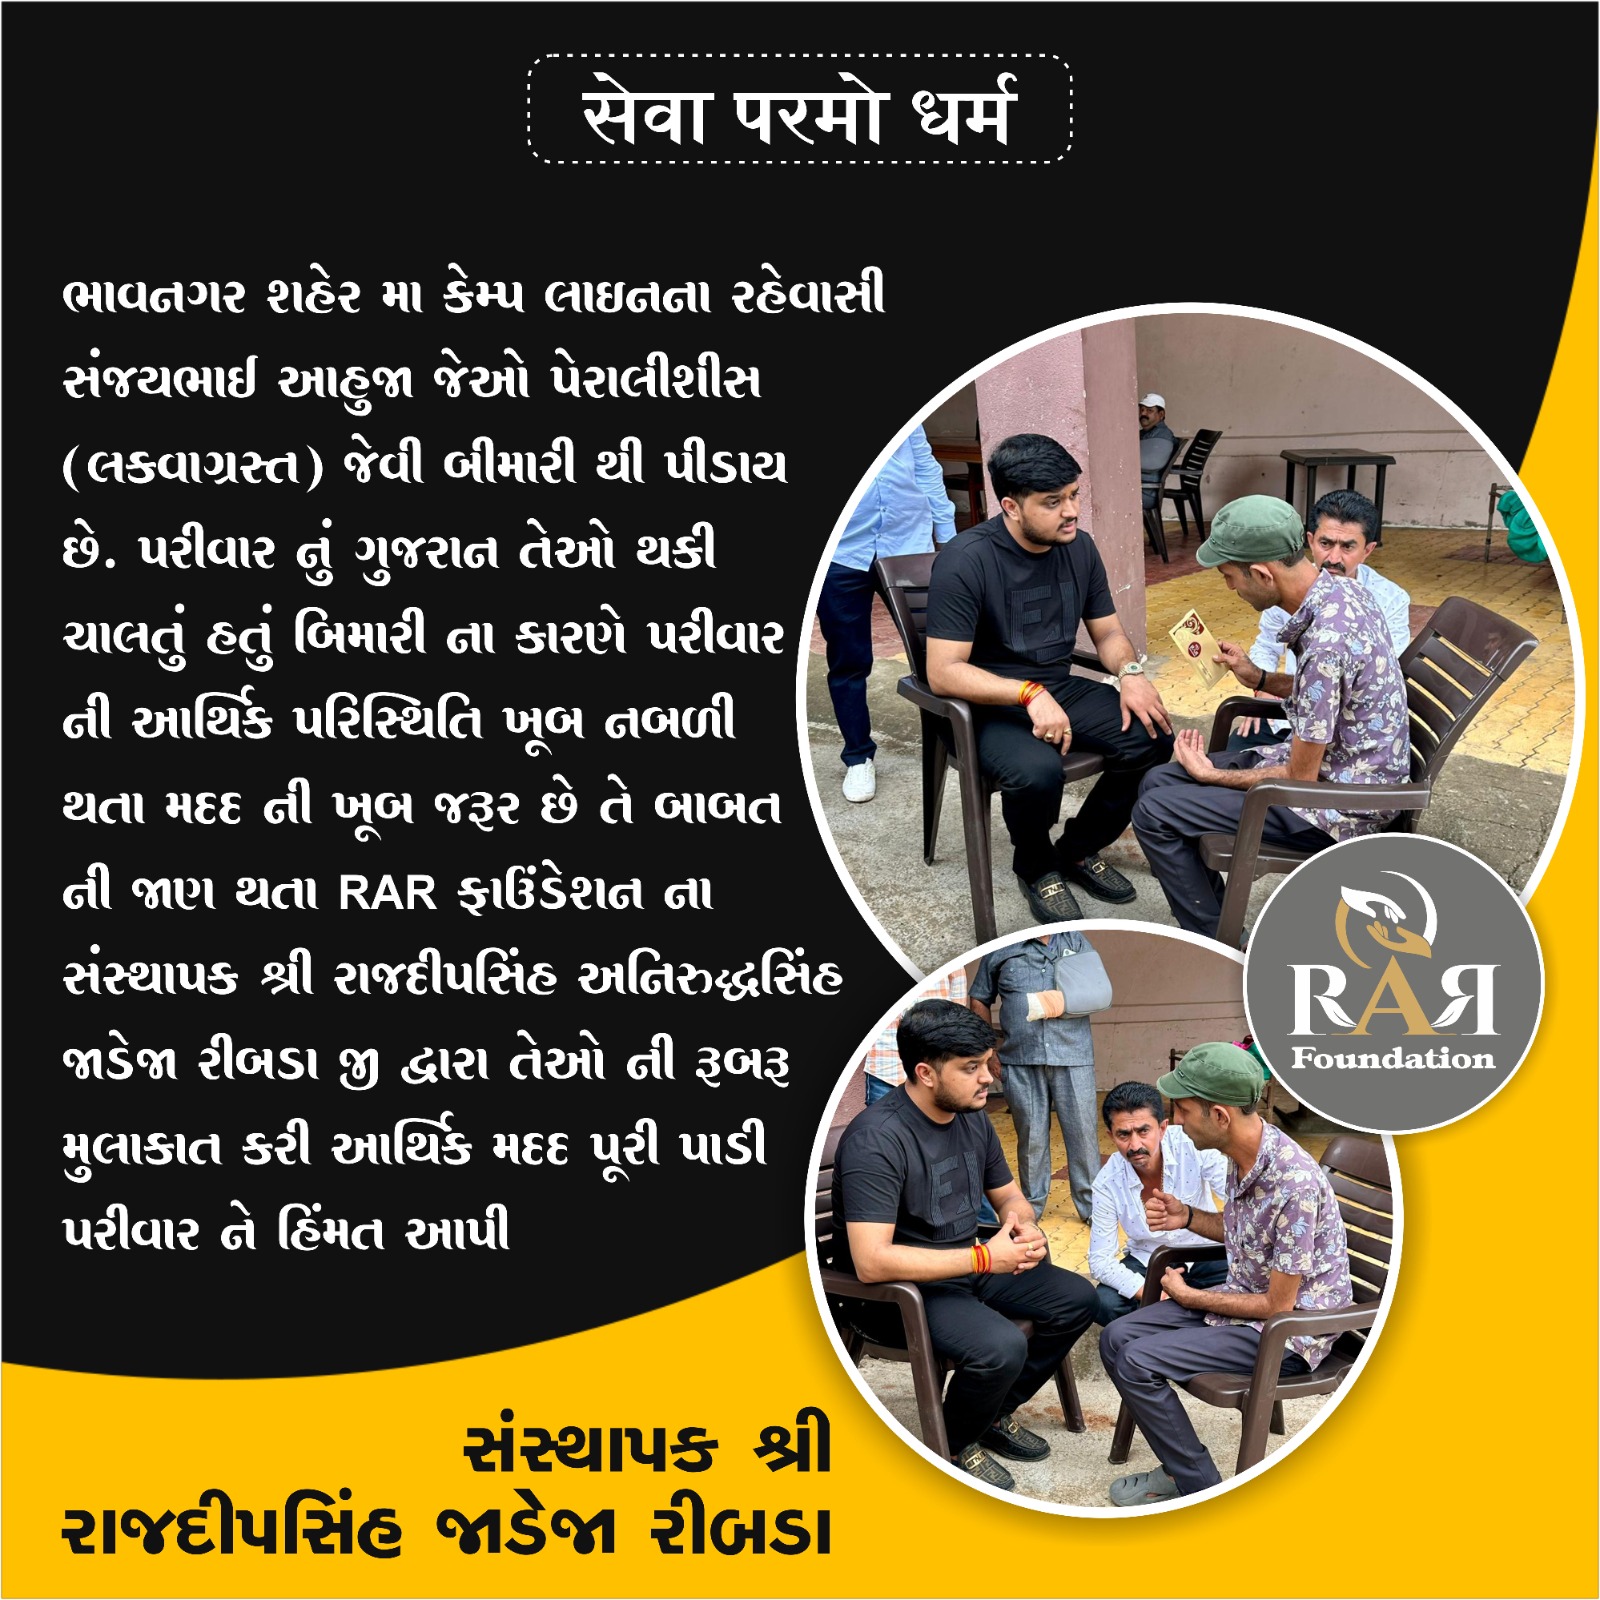 सेवा परमो धर्म
ભાવનગર શહેર મા કેમ્પ લાઇનના રહેવાસી
સંજયભાઈ આહુજા જેઓ પેરાલીશીસ
(લકવાગ્રસ્ત) જેવી બીમારી થી પીડાય
છે. પરીવાર નું ગુજરાન તેઓ થકી
ચાલતું હતું બિમારી ના કારણે પરીવાર
ની આર્થિક પરિસ્થિતિ ખૂબ નબળી
થતા મદદ ની ખૂબ જરૂર છે તે બાબત
ની જાણ થતા RAR ફાઉંડેશન ના
સંસ્થાપક શ્રી રાજદીપસિંહ અનિરુદ્ધસિંહ
જાડેજા રીબડા જી દ્વારા તેઓ ની રૂબરૂ
મુલાકાત કરી આર્થિક મદદ પૂરી પાડી
પરીવાર ને હિંમત આપી
RAR
Foundation
સંસ્થાપક શ્રી
રાજદીપસિંહ જાડેજા રીબડા